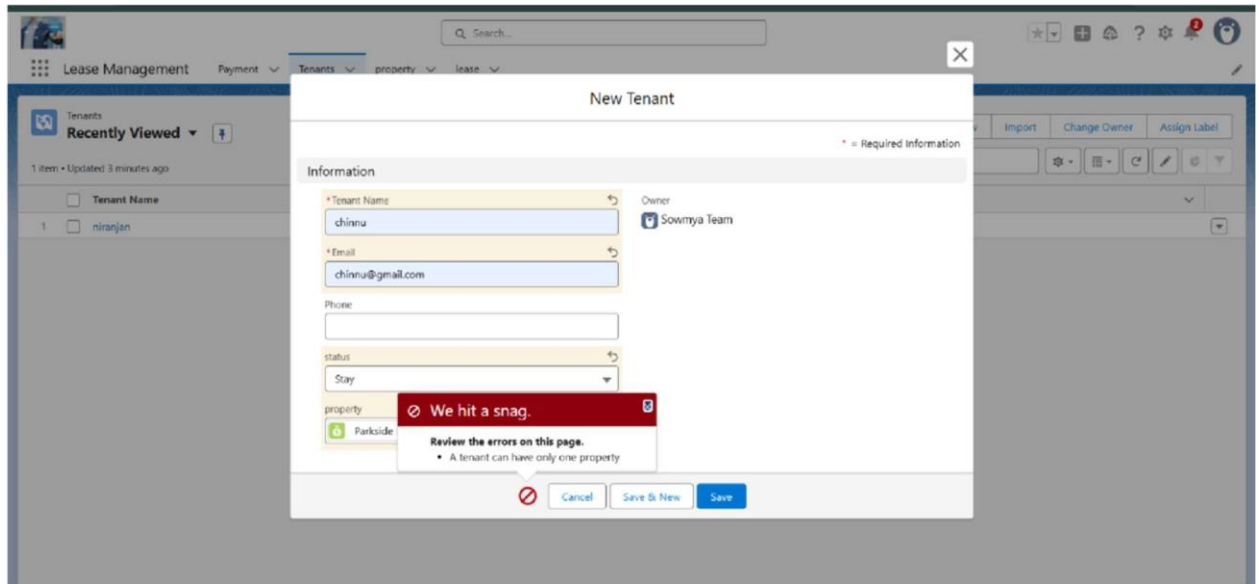 Search...
2
Lease Management Payment Tenants property lease
New Tenant
Tenants
Recently Viewed
Import Change Owner Assign Label
* = Required Information
1 item • Updated 3 minutes ago
Information
Tenant Name
1 niranjan
*Tenant Name
chinnu
Owner
Sowmya Team
*Email
chinnu@gmail.com
Phone
status
Stay
property
Parkside
We hit a snag.
Review the errors on this page.
• A tenant can have only one property
Cancel Save & New Save